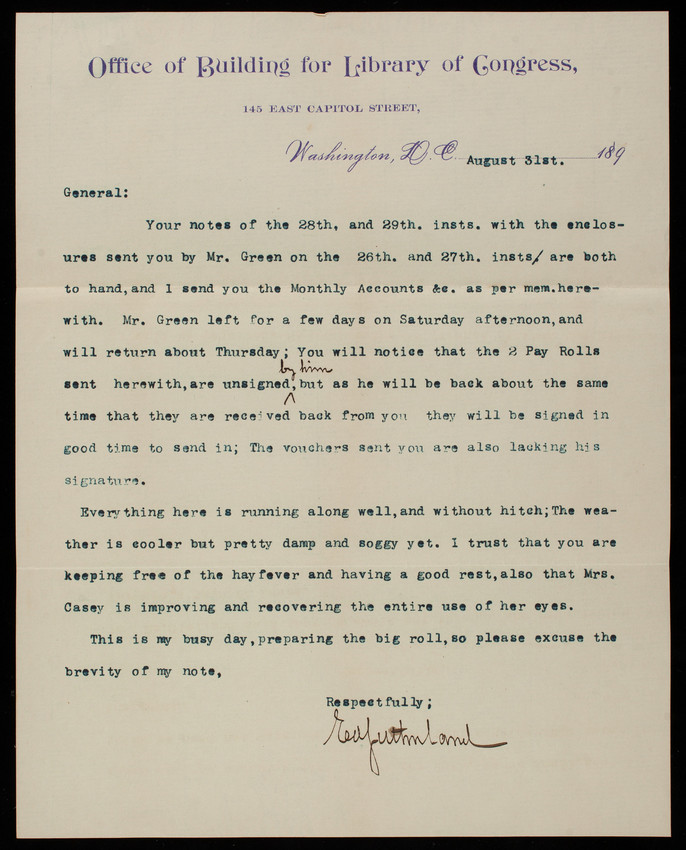 Office of Building for Library of Congress,
145 EAST CAPITOL STREET,
Washington, D. C. August 31st. 189
General:
Your notes of the 28th, and 29th. insts. with the enclos-
ures sent you by Mr. Green on the 26th. and 27th. insts/ are both
to hand,and I send you the Monthly Accounts &c. as per mem.here-
with. Mr. Green left for a few days on Saturday afternoon,and
will return about Thursday; You will notice that the 2 Pay Rolls
by him
sent herewith,are unsigned,but as he will be back about the same
time that they are received back from you they will be signed in
good time to send in; The vouchers sent you are also lacking his
signature.
Everything here is running along well,and without hitch;The wea-
ther is cooler but pretty damp and soggy yet. I trust that you are
keeping free of the hayfever and having a good rest,also that Mrs.
Casey is improving and recovering the entire use of her eyes.
This is my busy day,preparing the big roll,so please excuse the
brevity of my note,
Respectfully;